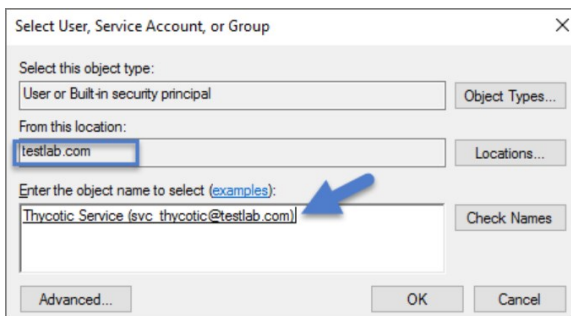 Select User, Service Account, or Group
Select this object type:
User or Built-in security principal
Object Types...
From this location:
testlab.com
Locations...
Enter the object name to select (examples):
Thycotic Service (svc_thycotic@testlab.com)
Check Names
Advanced...
OK
Cancel